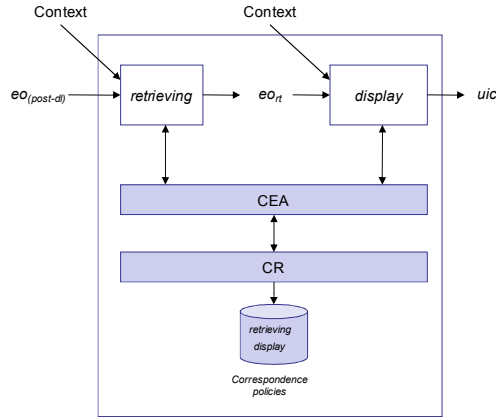 Context
Context
eo(post-dl)
retrieving
eort
display
uic
CEA
CR
retrieving
display
Correspondence
policies